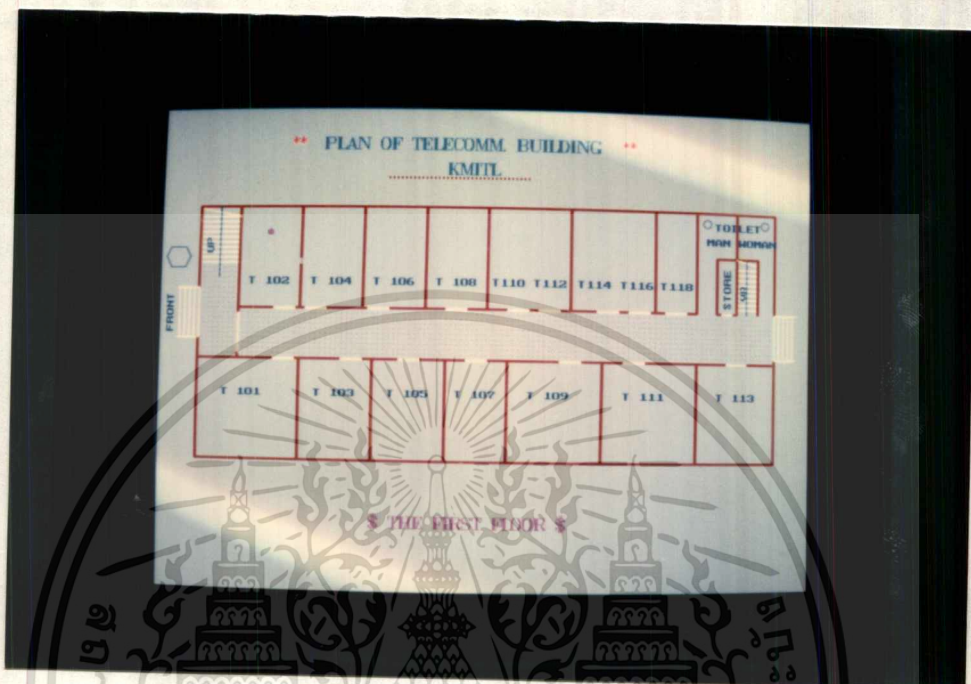 ** PLAN OF TELECOMM. BUILDING **
KMITL
UP
T 102
T 104
T 106
T 108
T110
T112
T114
T116
T118
TOILET
MAN WOMAN
STORE
FRONT
T 101
T 103
T 105
T 107
T 109
T 111
T 113
$ THE FIRST FLOOR $